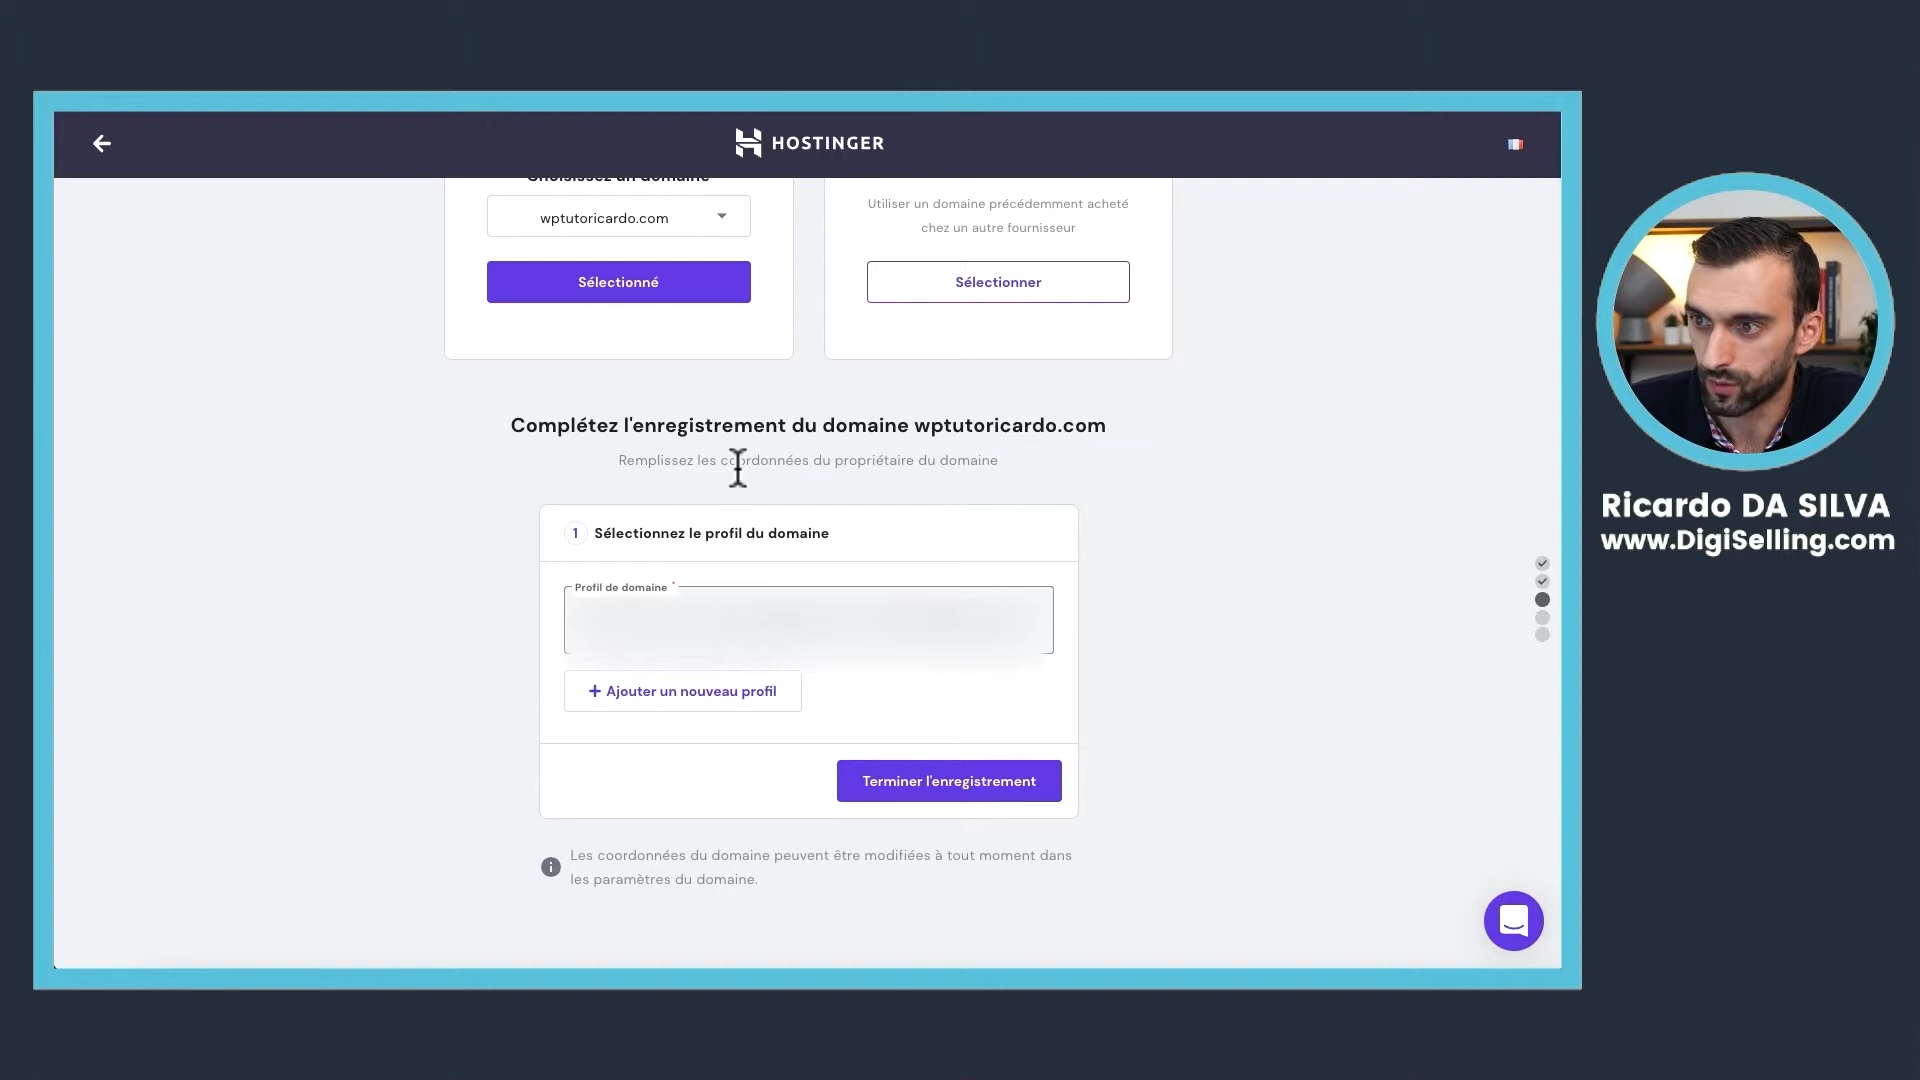 HOSTINGER
Choisissez un domaine
wptutoricardo.com
Sélectionné
Utiliser un domaine précédemment acheté
chez un autre fournisseur
Sélectionner
Complétez l'enregistrement du domaine wptutoricardo.com
Remplissez les coordonnées du propriétaire du domaine
1 Sélectionnez le profil du domaine
Profil de domaine *
+ Ajouter un nouveau profil
Terminer l'enregistrement
Les coordonnées du domaine peuvent être modifiées à tout moment dans
les paramètres du domaine.
Ricardo DA SILVA
www.DigiSelling.com